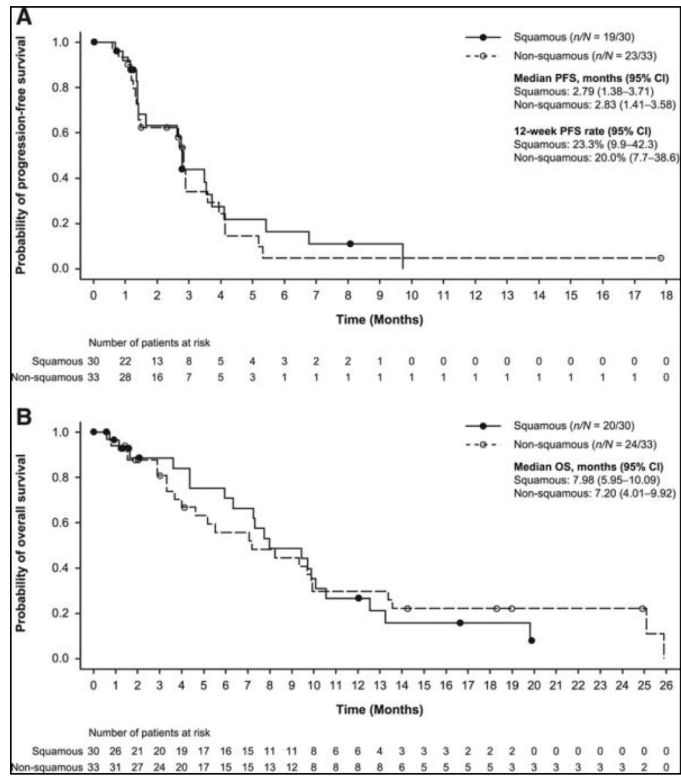 A
Probability of progression-free survival
1.0
0.8
0.6
0.4
0.2
0.0
Squamous (n/N = 19/30)
Non-squamous (n/N = 23/33)
Median PFS, months (95% CI)
Squamous: 2.79 (1.38–3.71)
Non-squamous: 2.83 (1.41–3.58)
12-week PFS rate (95% CI)
Squamous: 23.3% (9.9–42.3)
Non-squamous: 20.0% (7.7–38.6)
0 1 2 3 4 5 6 7 8 9 10 11 12 13 14 15 16 17 18
Time (Months)
Number of patients at risk
Squamous 30 22 13 8 5 4 3 2 2 1 0 0 0 0 0 0 0 0 0
Non-squamous 33 28 16 7 5 3 1 1 1 1 1 1 1 1 1 1 1 1 0
B
Probability of overall survival
1.0
0.8
0.6
0.4
0.2
0.0
Squamous (n/N = 20/30)
Non-squamous (n/N = 24/33)
Median OS, months (95% CI)
Squamous: 7.98 (5.95–10.09)
Non-squamous: 7.20 (4.01–9.92)
0 1 2 3 4 5 6 7 8 9 10 11 12 13 14 15 16 17 18 19 20 21 22 23 24 25 26
Time (Months)
Number of patients at risk
Squamous 30 26 21 20 19 17 16 15 11 11 8 6 6 4 3 3 3 2 2 2 0 0 0 0 0 0 0
Non-squamous 33 31 27 24 20 17 15 15 13 12 8 8 8 8 6 5 5 5 5 3 3 3 3 3 3 2 0